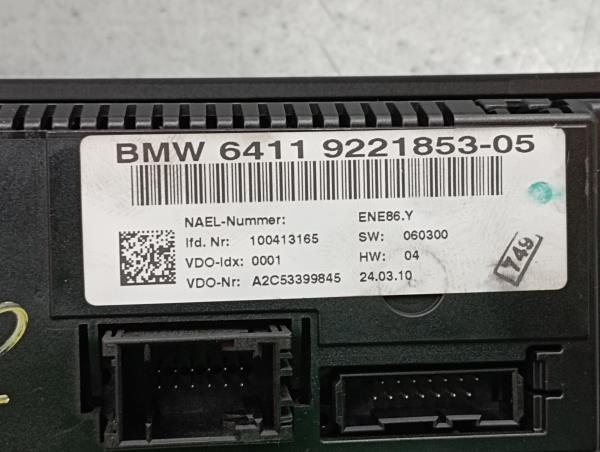 BMW 6411 9221853-05
NAEL-Nummer: ENE86.Y
lfd. Nr: 100413165 SW: 060300
VDO-Idx: 0001 HW: 04
VDO-Nr: A2C53399845 24.03.10
749